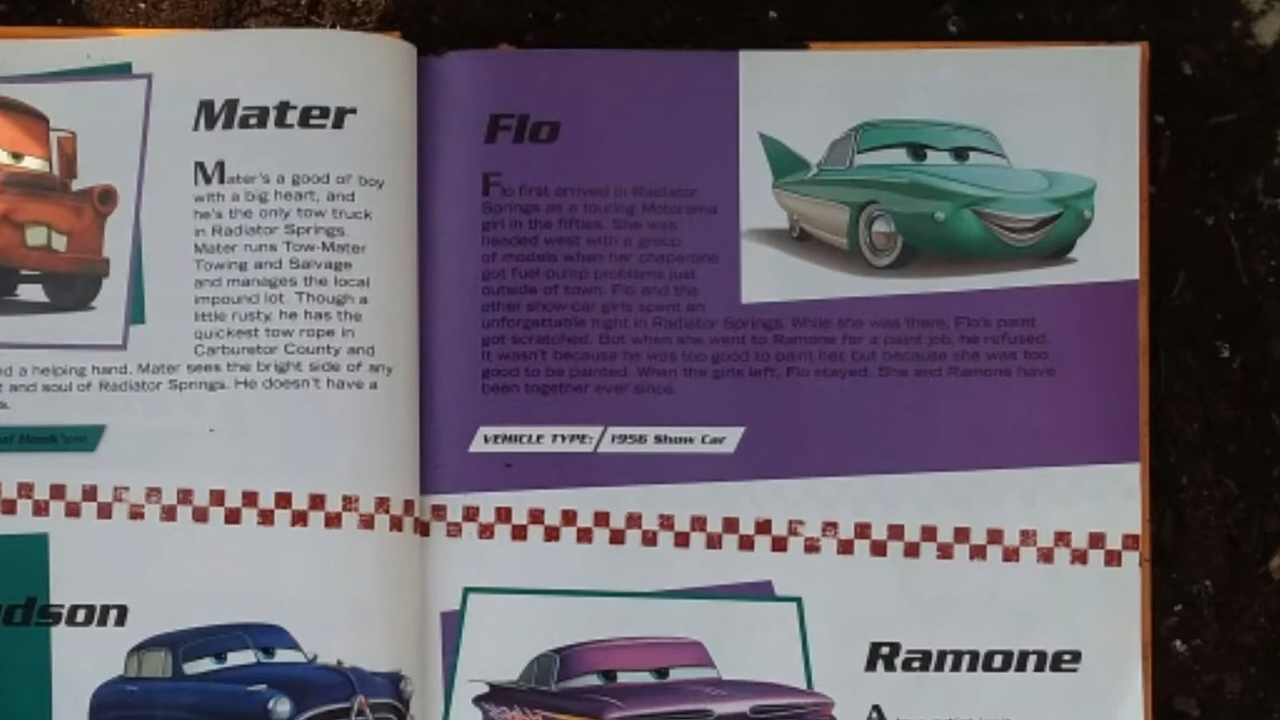 Mater
Mater's a good ol' boy
with a big heart, and
he's the only tow truck
in Radiator Springs.
Mater runs Tow-Mater
Towing and Salvage
and manages the local
impound lot. Though a
little rusty, he has the
quickest tow rope in
Carburetor County and
a helping hand. Mater sees the bright side of any
and soul of Radiator Springs. He doesn't have a
Flo
Flo first arrived in Radiator
Springs as a touring Motorama
girl in the fifties. She was
headed west with a group
of models when her chaperone
got fuel-pump problems just
outside of town. Flo and the
other show-car girls spent an
unforgettable night in Radiator Springs. While she was there, Flo's paint
got scratched. But when she went to Ramone for a paint job, he refused.
It wasn't because he was too good to paint her, but because she was too
good to be painted. When the girls left, Flo stayed. She and Ramone have
been together ever since.
VEHICLE TYPE: 1956 Show Car
dson
Ramone
A